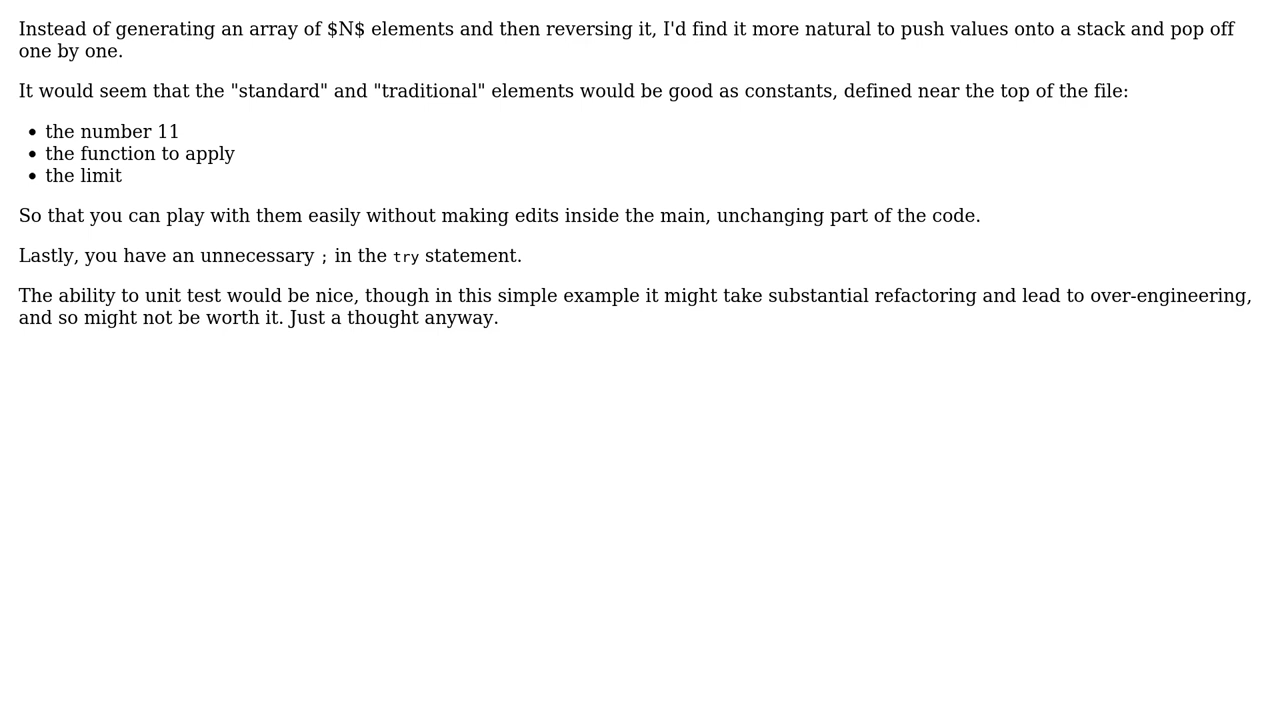 Instead of generating an array of $N$ elements and then reversing it, I'd find it more natural to push values onto a stack and pop off
one by one.
It would seem that the "standard" and "traditional" elements would be good as constants, defined near the top of the file:
• the number 11
• the function to apply
• the limit
So that you can play with them easily without making edits inside the main, unchanging part of the code.
Lastly, you have an unnecessary ; in the try statement.
The ability to unit test would be nice, though in this simple example it might take substantial refactoring and lead to over-engineering,
and so might not be worth it. Just a thought anyway.